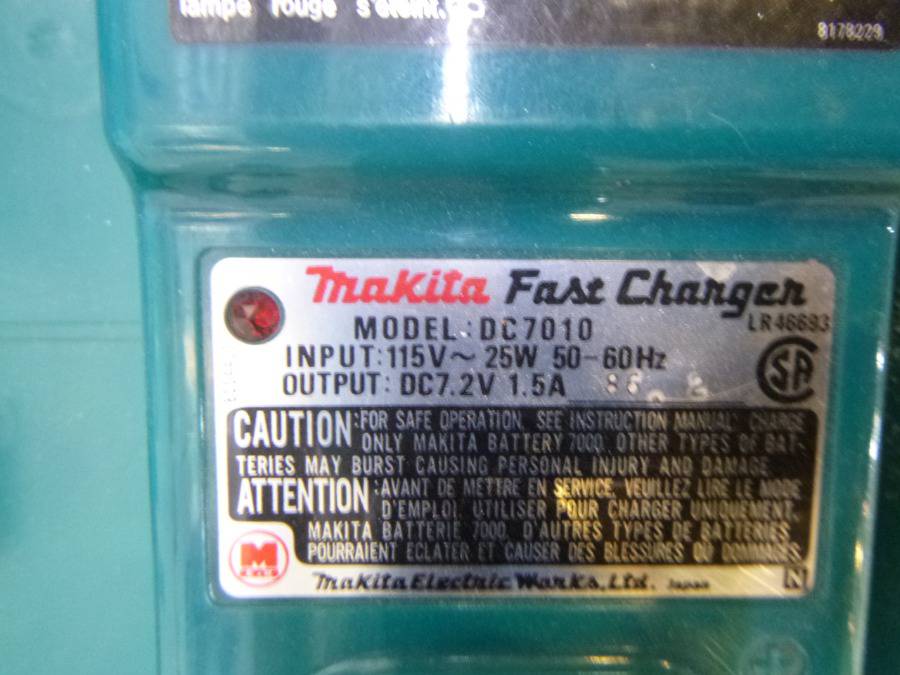 lampe rouge s'éteint.
8178229
Makita Fast Charger
LR46693
MODEL: DC7010
INPUT: 115V~ 25W 50-60Hz
OUTPUT: DC7.2V 1.5A
CAUTION: FOR SAFE OPERATION, SEE INSTRUCTION MANUAL. CHARGE
ONLY MAKITA BATTERY 7000. OTHER TYPES OF BAT-
TERIES MAY BURST CAUSING PERSONAL INJURY AND DAMAGE
ATTENTION: AVANT DE METTRE EN SERVICE, VEUILLEZ LIRE LE MODE
D'EMPLOI. UTILISER POUR CHARGER UNIQUEMENT.
MAKITA BATTERIE 7000. D'AUTRES TYPES DE BATTERIES
POURRAIENT ECLATER ET CAUSER DES BLESSURES OU DOMMAGES.
Makita Electric Works, Ltd. Japan
N